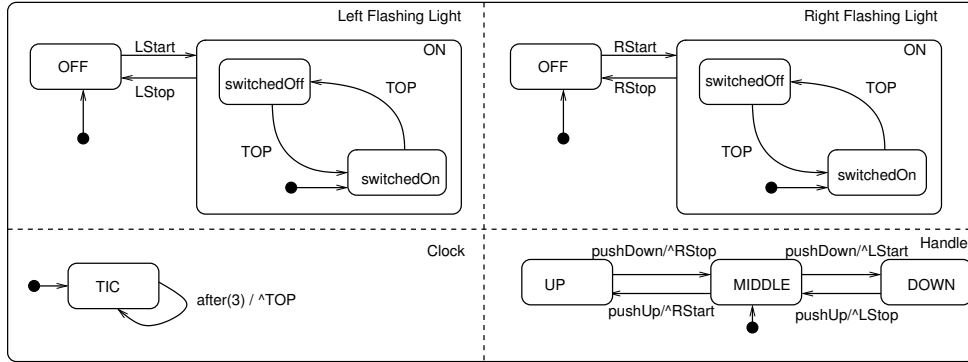 Left Flashing Light
LStart
ON
OFF
switchedOff
LStop
TOP
TOP
switchedOn
Right Flashing Light
RStart
ON
OFF
switchedOff
RStop
TOP
TOP
switchedOn
Clock
TIC
after(3) / ^TOP
Handle
pushDown/^RStop
pushDown/^LStart
UP
MIDDLE
DOWN
pushUp/^RStart
pushUp/^LStop